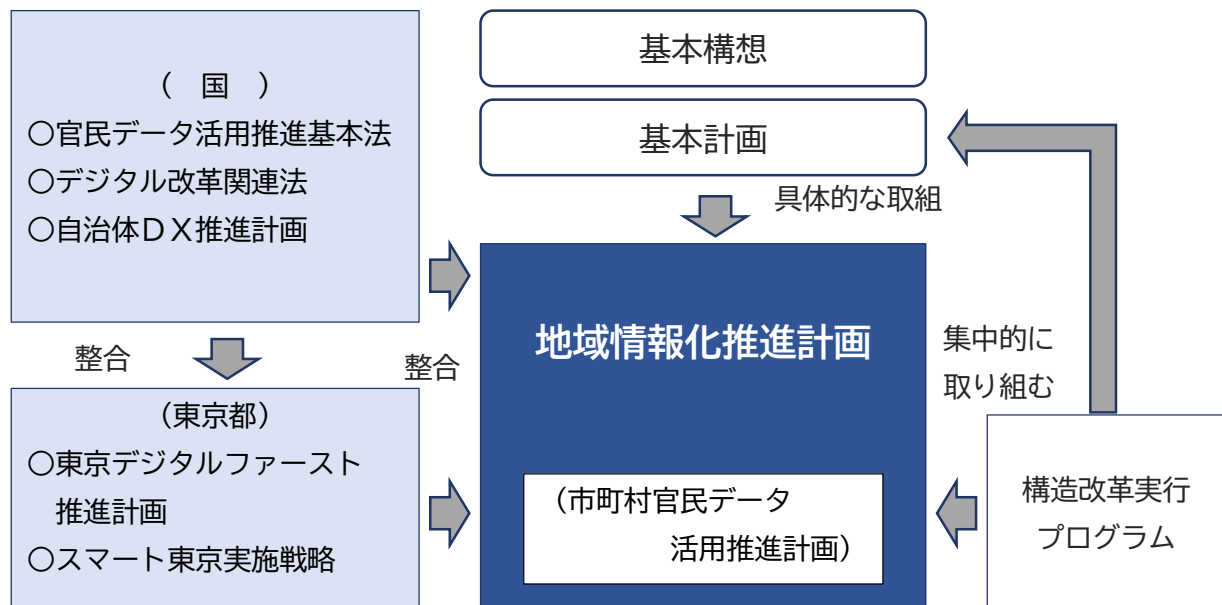 （　国　）
〇官民データ活用推進基本法
〇デジタル改革関連法
〇自治体ＤＸ推進計画
整合
（東京都）
〇東京デジタルファースト
推進計画
〇スマート東京実施戦略
整合
基本構想
基本計画
具体的な取組
地域情報化推進計画
（市町村官民データ
活用推進計画）
集中的に
取り組む
構造改革実行
プログラム